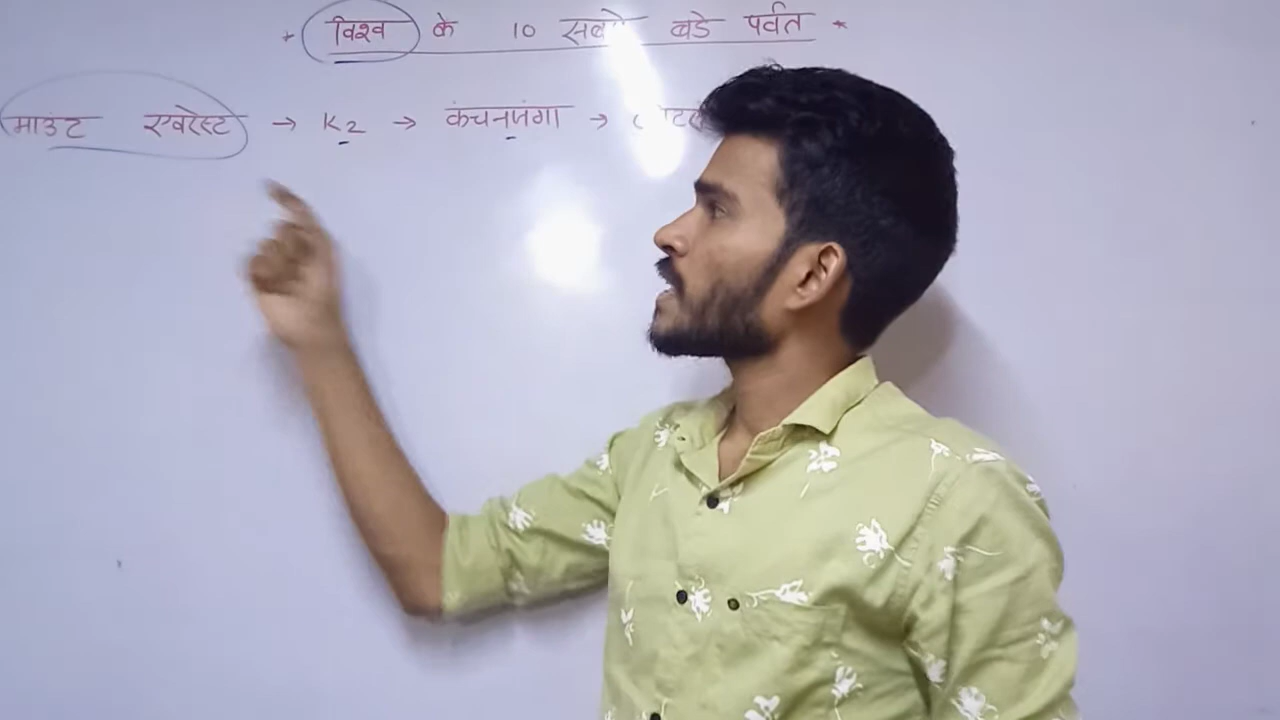 * विश्व के 10 सबसे बडे पर्वत *
माउंट एवरेस्ट → K2 → कंचनजंगा →